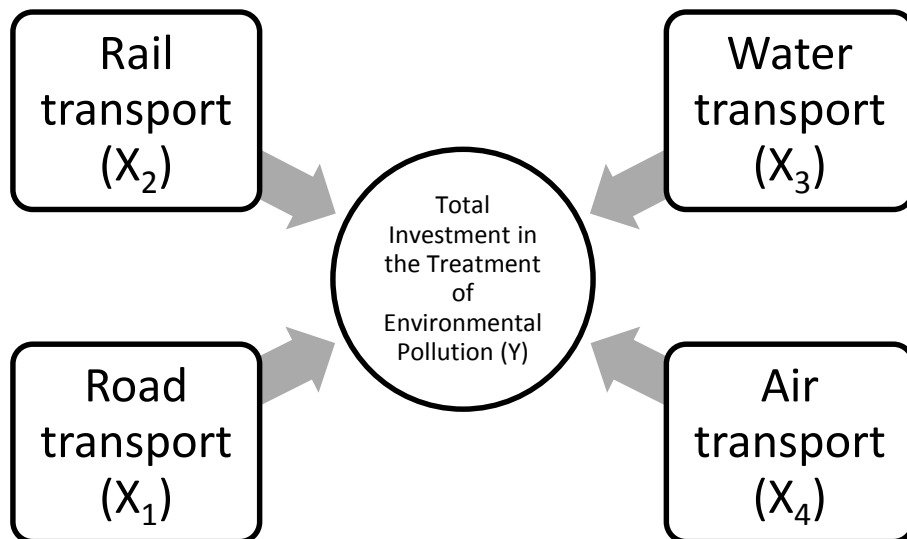 Rail
transport
(X₂)
Water
transport
(X₃)
Total
Investment in
the Treatment
of
Environmental
Pollution (Y)
Road
transport
(X₁)
Air
transport
(X₄)